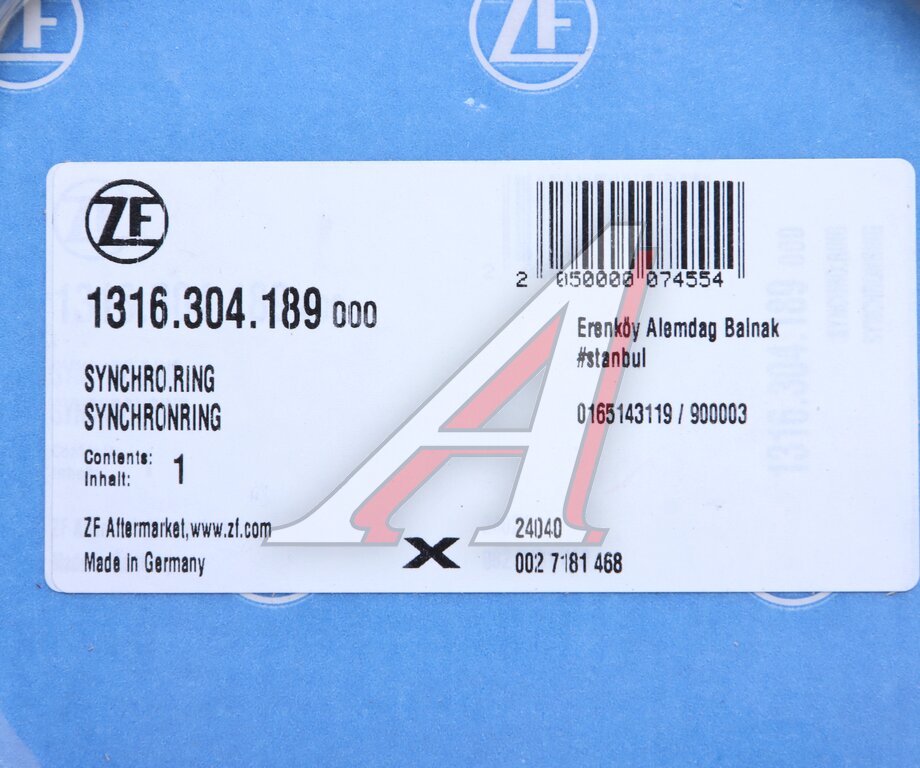 ZF
ZF
ZF
1316.304.189 000
SYNCHRO.RING
SYNCHRONRING
Contents:
Inhalt: 1
ZF Aftermarket,www.zf.com
Made in Germany
X
2 050000 074554
Erenköy Alemdag Balnak
#stanbul
0165143119 / 900003
24040
002 7181 468